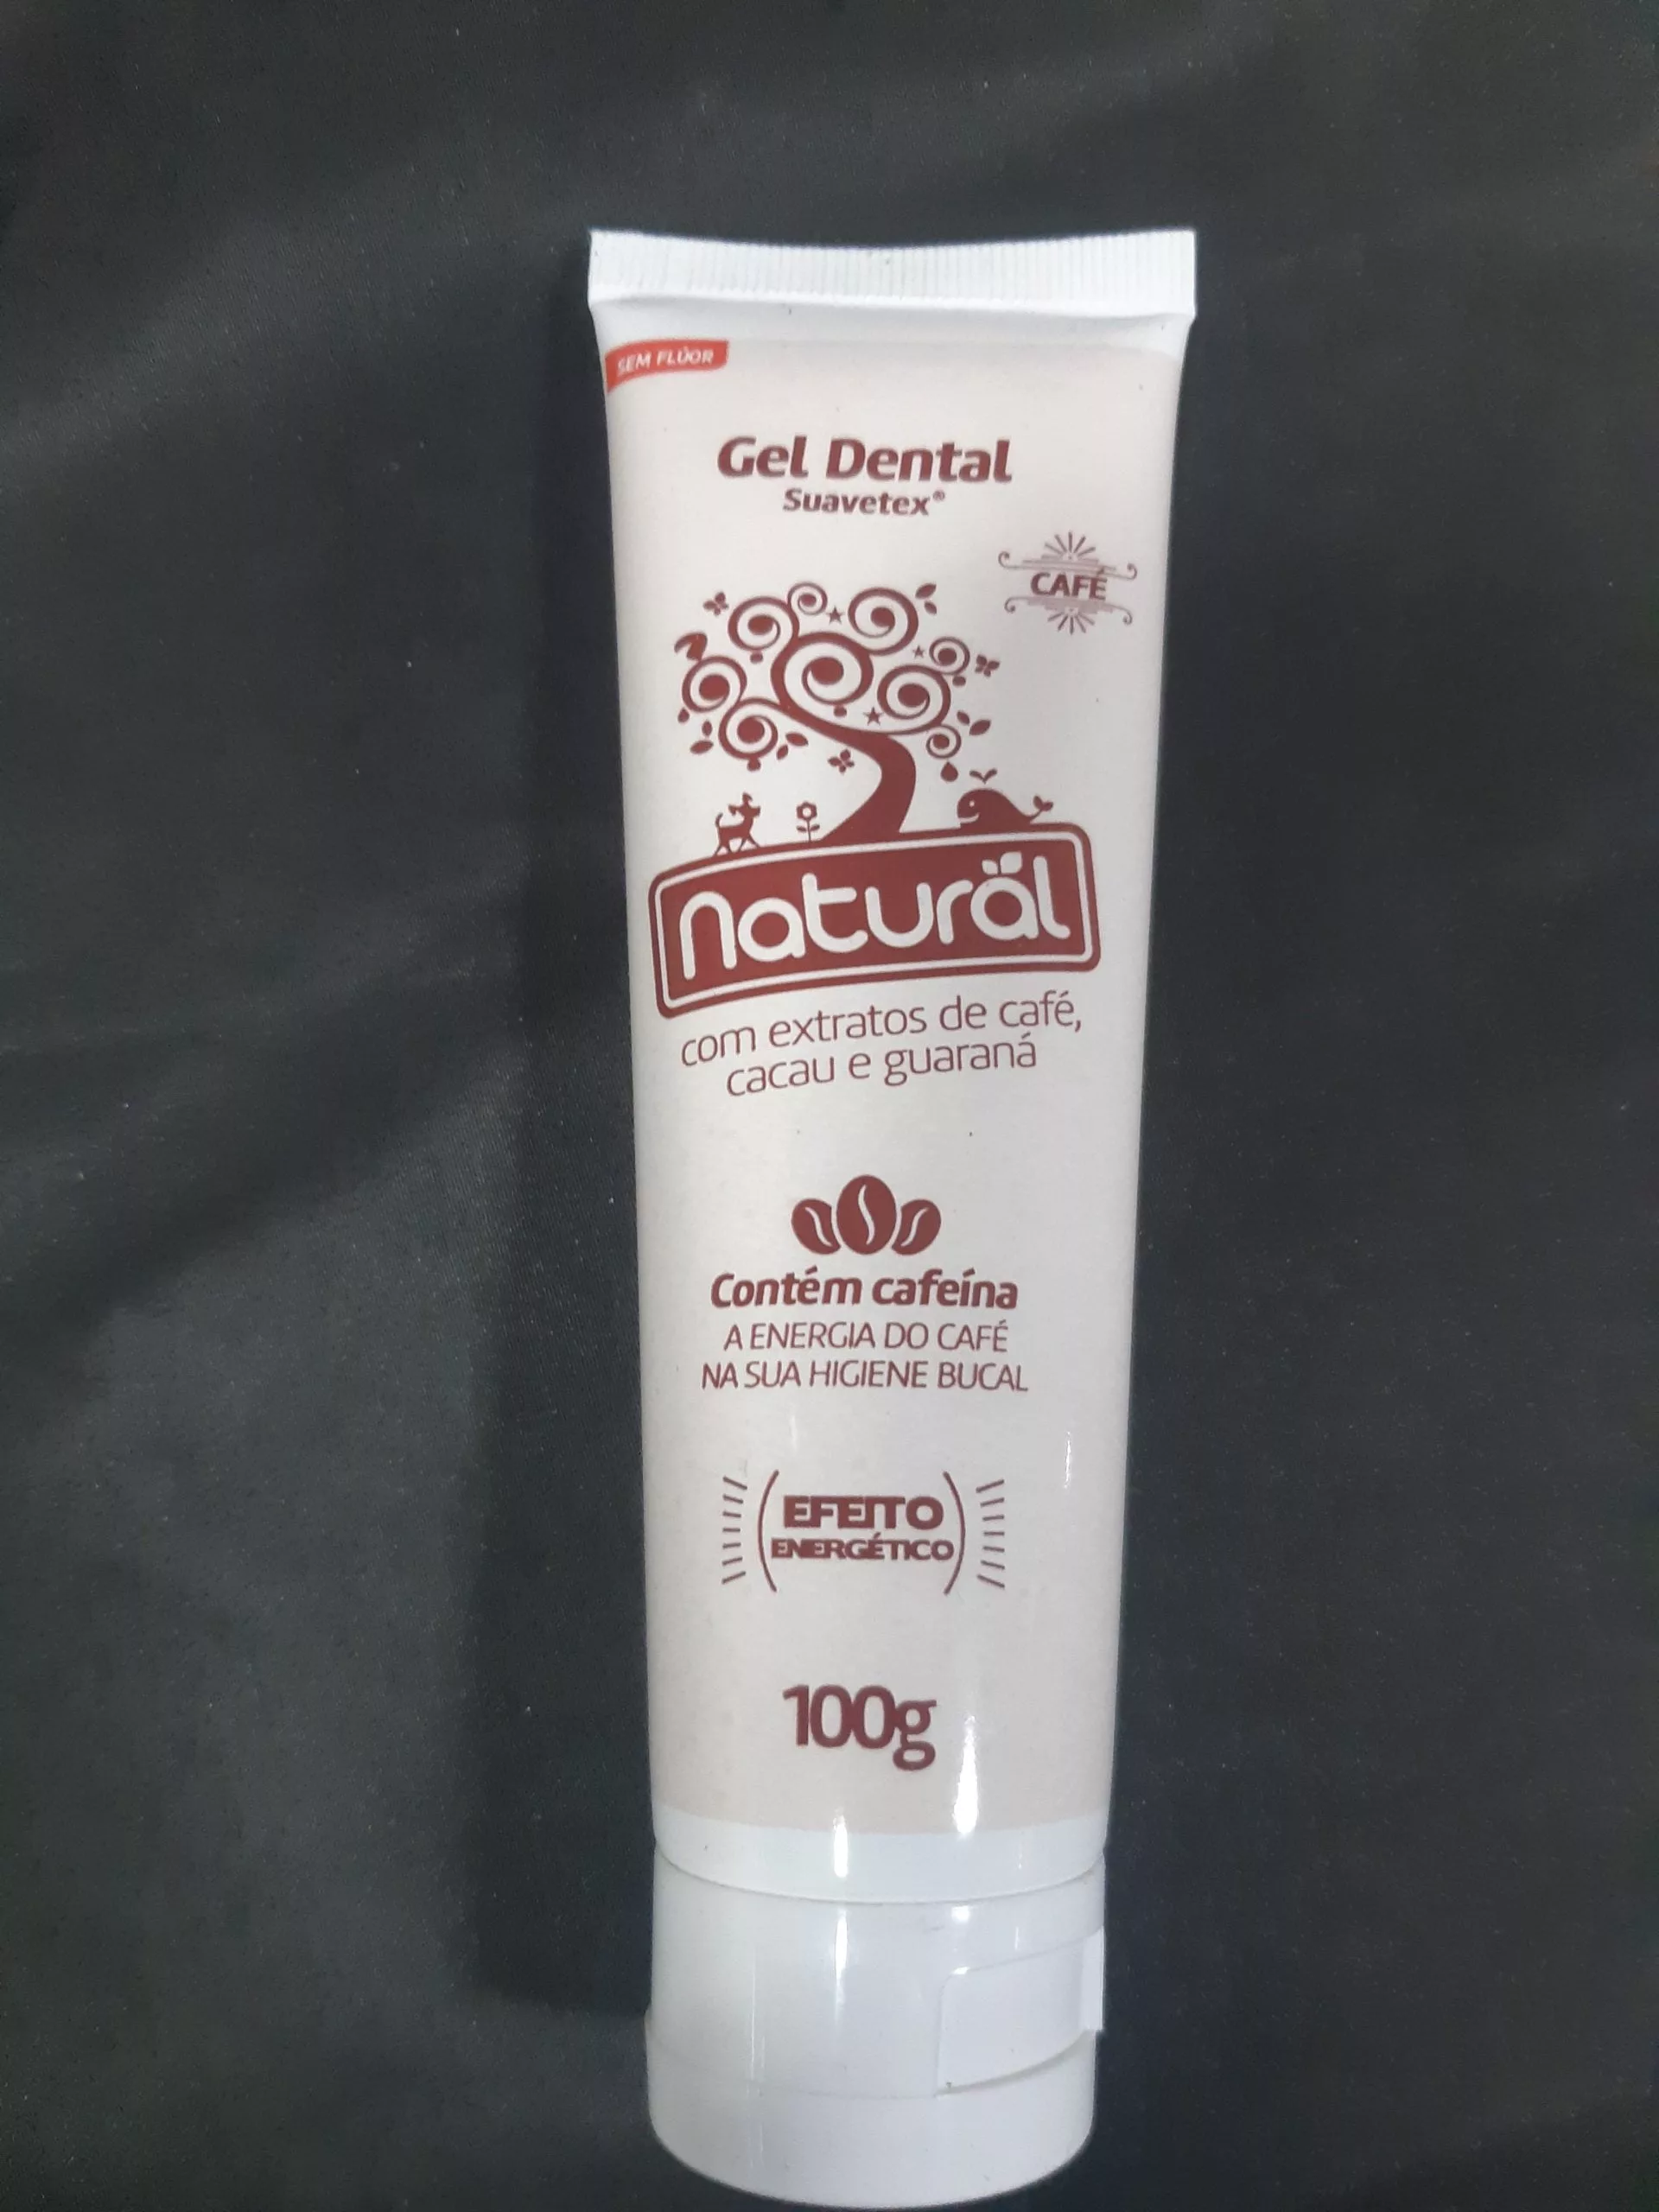 SEM FLÚOR
Gel Dental
Suavetex®
CAFÉ
natural
com extratos de café,
cacau e guaraná
Contém cafeína
A ENERGIA DO CAFÉ
NA SUA HIGIENE BUCAL
EFEITO
ENERGÉTICO
100g